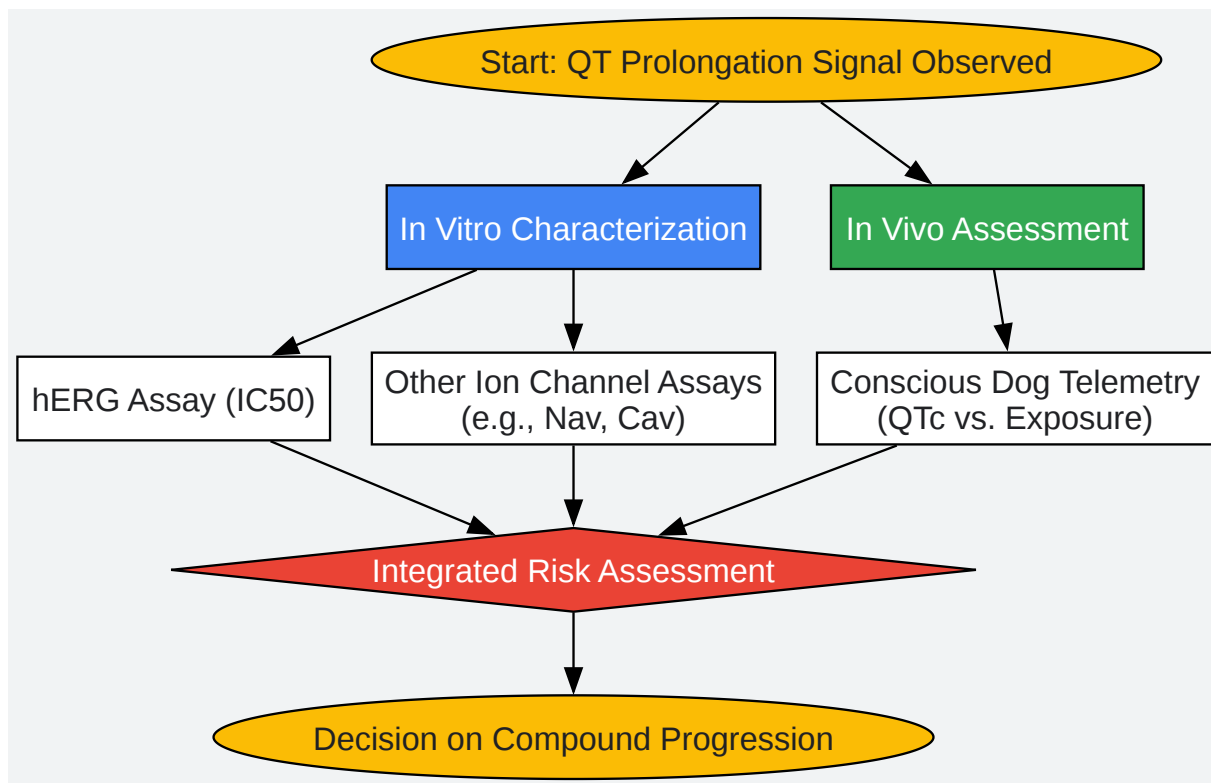 Start: QT Prolongation Signal Observed
In Vitro Characterization
In Vivo Assessment
hERG Assay (IC50)
Other Ion Channel Assays
(e.g., Nav, Cav)
Conscious Dog Telemetry
(QTc vs. Exposure)
Integrated Risk Assessment
Decision on Compound Progression